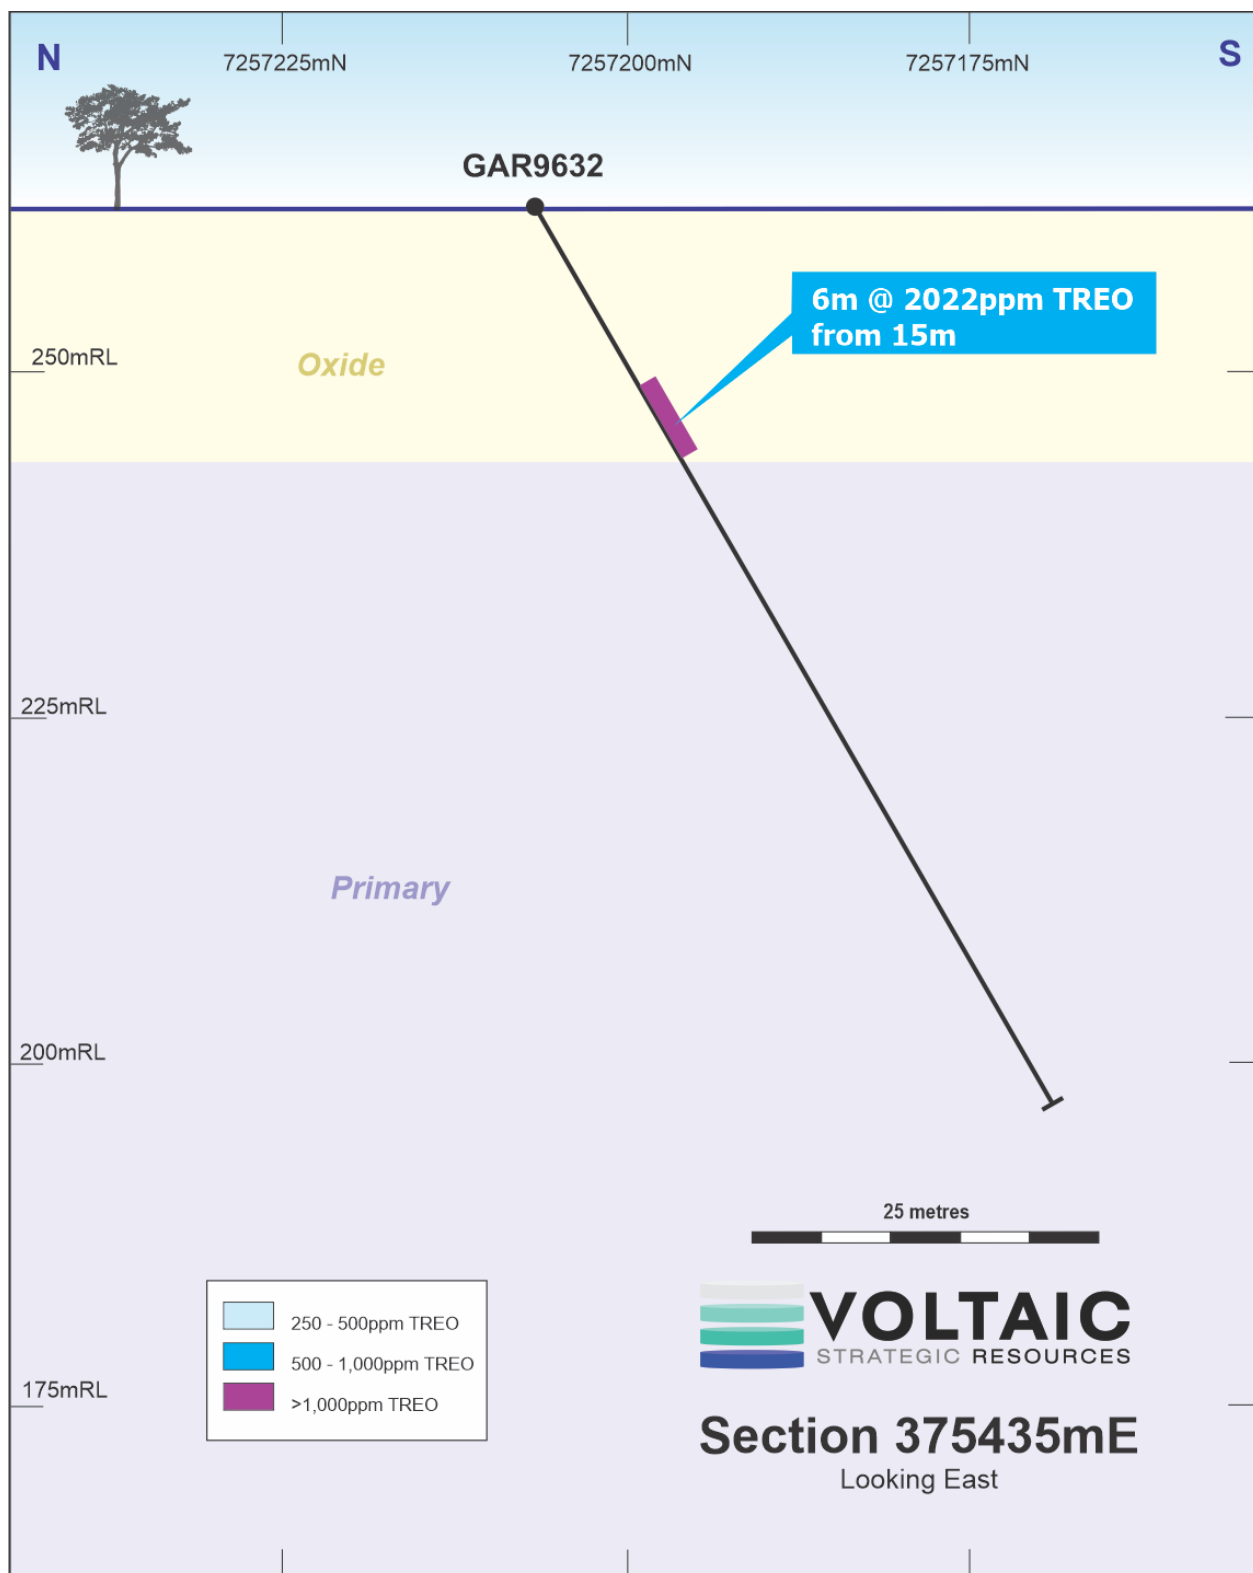 N
7257225mN
7257200mN
7257175mN
S
GAR9632
6m @ 2022ppm TREO
from 15m
250mRL
Oxide
225mRL
Primary
200mRL
25 metres
250 - 500ppm TREO
500 - 1,000ppm TREO
>1,000ppm TREO
VOLTAIC
STRATEGIC RESOURCES
175mRL
Section 375435mE
Looking East